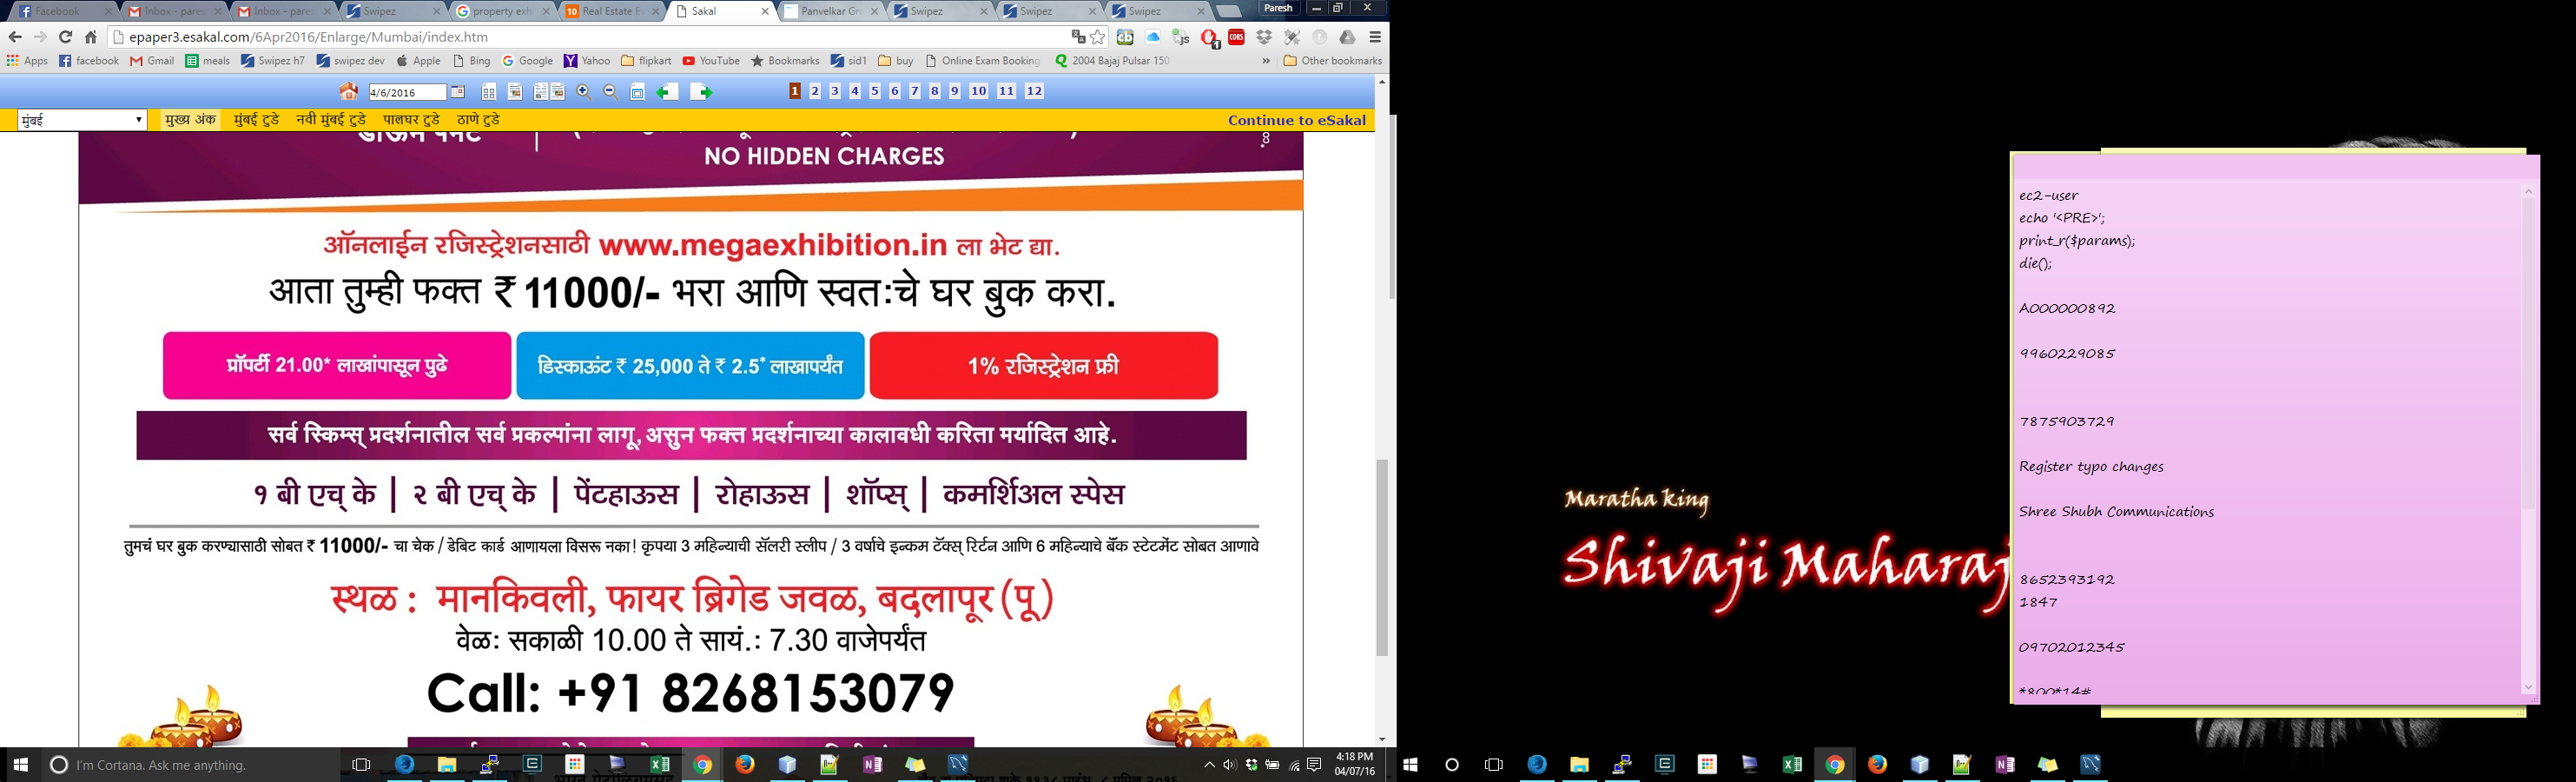 Facebook
Inbox - pares
Inbox - pares
Swipez
property exh
Real Estate E
Sakal
Panvelkar Gr
Swipez
Swipez
Swipez
Paresh
epaper3.esakal.com/6Apr2016/Enlarge/Mumbai/index.htm
Apps facebook Gmail meals Swipez h7 swipez dev Apple Bing Google Yahoo flipkart YouTube Bookmarks sid1 buy Online Exam Booking 2004 Bajaj Pulsar 150 » Other bookmarks
4/6/2016
1 2 3 4 5 6 7 8 9 10 11 12
मुंबई
मुख्य अंक मुंबई टुडे नवी मुंबई टुडे पालघर टुडे ठाणे टुडे
Continue to eSakal
NO HIDDEN CHARGES
ऑनलाईन रजिस्ट्रेशनसाठी www.megaexhibition.in ला भेट द्या.
आता तुम्ही फक्त ₹ 11000/- भरा आणि स्वतःचे घर बुक करा.
प्रॉपर्टी 21.00* लाखांपासून पुढे
डिस्काऊंट ₹ 25,000 ते ₹ 2.5* लाखापर्यंत
1% रजिस्ट्रेशन फ्री
सर्व स्किम्स् प्रदर्शनातील सर्व प्रकल्पांना लागू, असुन फक्त प्रदर्शनाच्या कालावधी करिता मर्यादित आहे.
१ बी एच् के | २ बी एच् के | पेंटहाऊस | रोहाऊस | शॉप्स् | कमर्शिअल स्पेस
तुमचं घर बुक करण्यासाठी सोबत ₹ 11000/- चा चेक / डेबिट कार्ड आणायला विसरू नका! कृपया 3 महिन्याची सॅलरी स्लीप / 3 वर्षाचे इन्कम टॅक्स् रिर्टन आणि 6 महिन्याचे बॅंक स्टेटमेंट सोबत आणावे
स्थळ : मानकिवली, फायर ब्रिगेड जवळ, बदलापूर (पू)
वेळः सकाळी 10.00 ते सायं.: 7.30 वाजेपर्यंत
Call: +91 8268153079
I'm Cortana. Ask me anything.
4:18 PM
04/07/16
Maratha king
Shivaji Maharaj
ec2-user
echo '<PRE>';
print_r($params);
die();
A000000892
9960229085
7875903729
Register typo changes
Shree Shubh Communications
8652393192
1847
09702012345
*800*14#